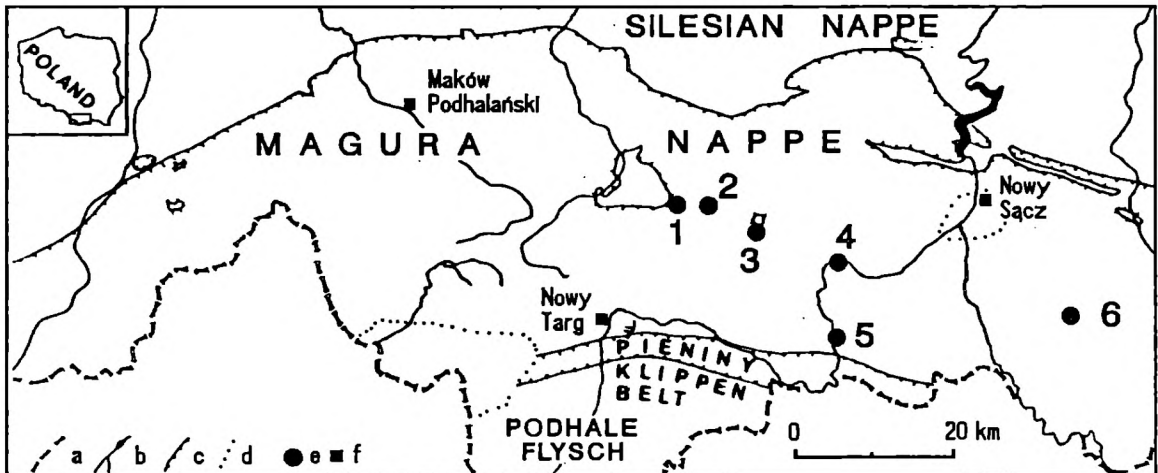 SILESIAN NAPPE
POLAND
Maków
Podhalański
MAGURA NAPPE
Nowy
Sącz
1
2
3
4
5
6
Nowy
Targ
PIENINY
KLIPPEN
BELT
PODHALE
FLYSCH
0 20 km
a b c d e f